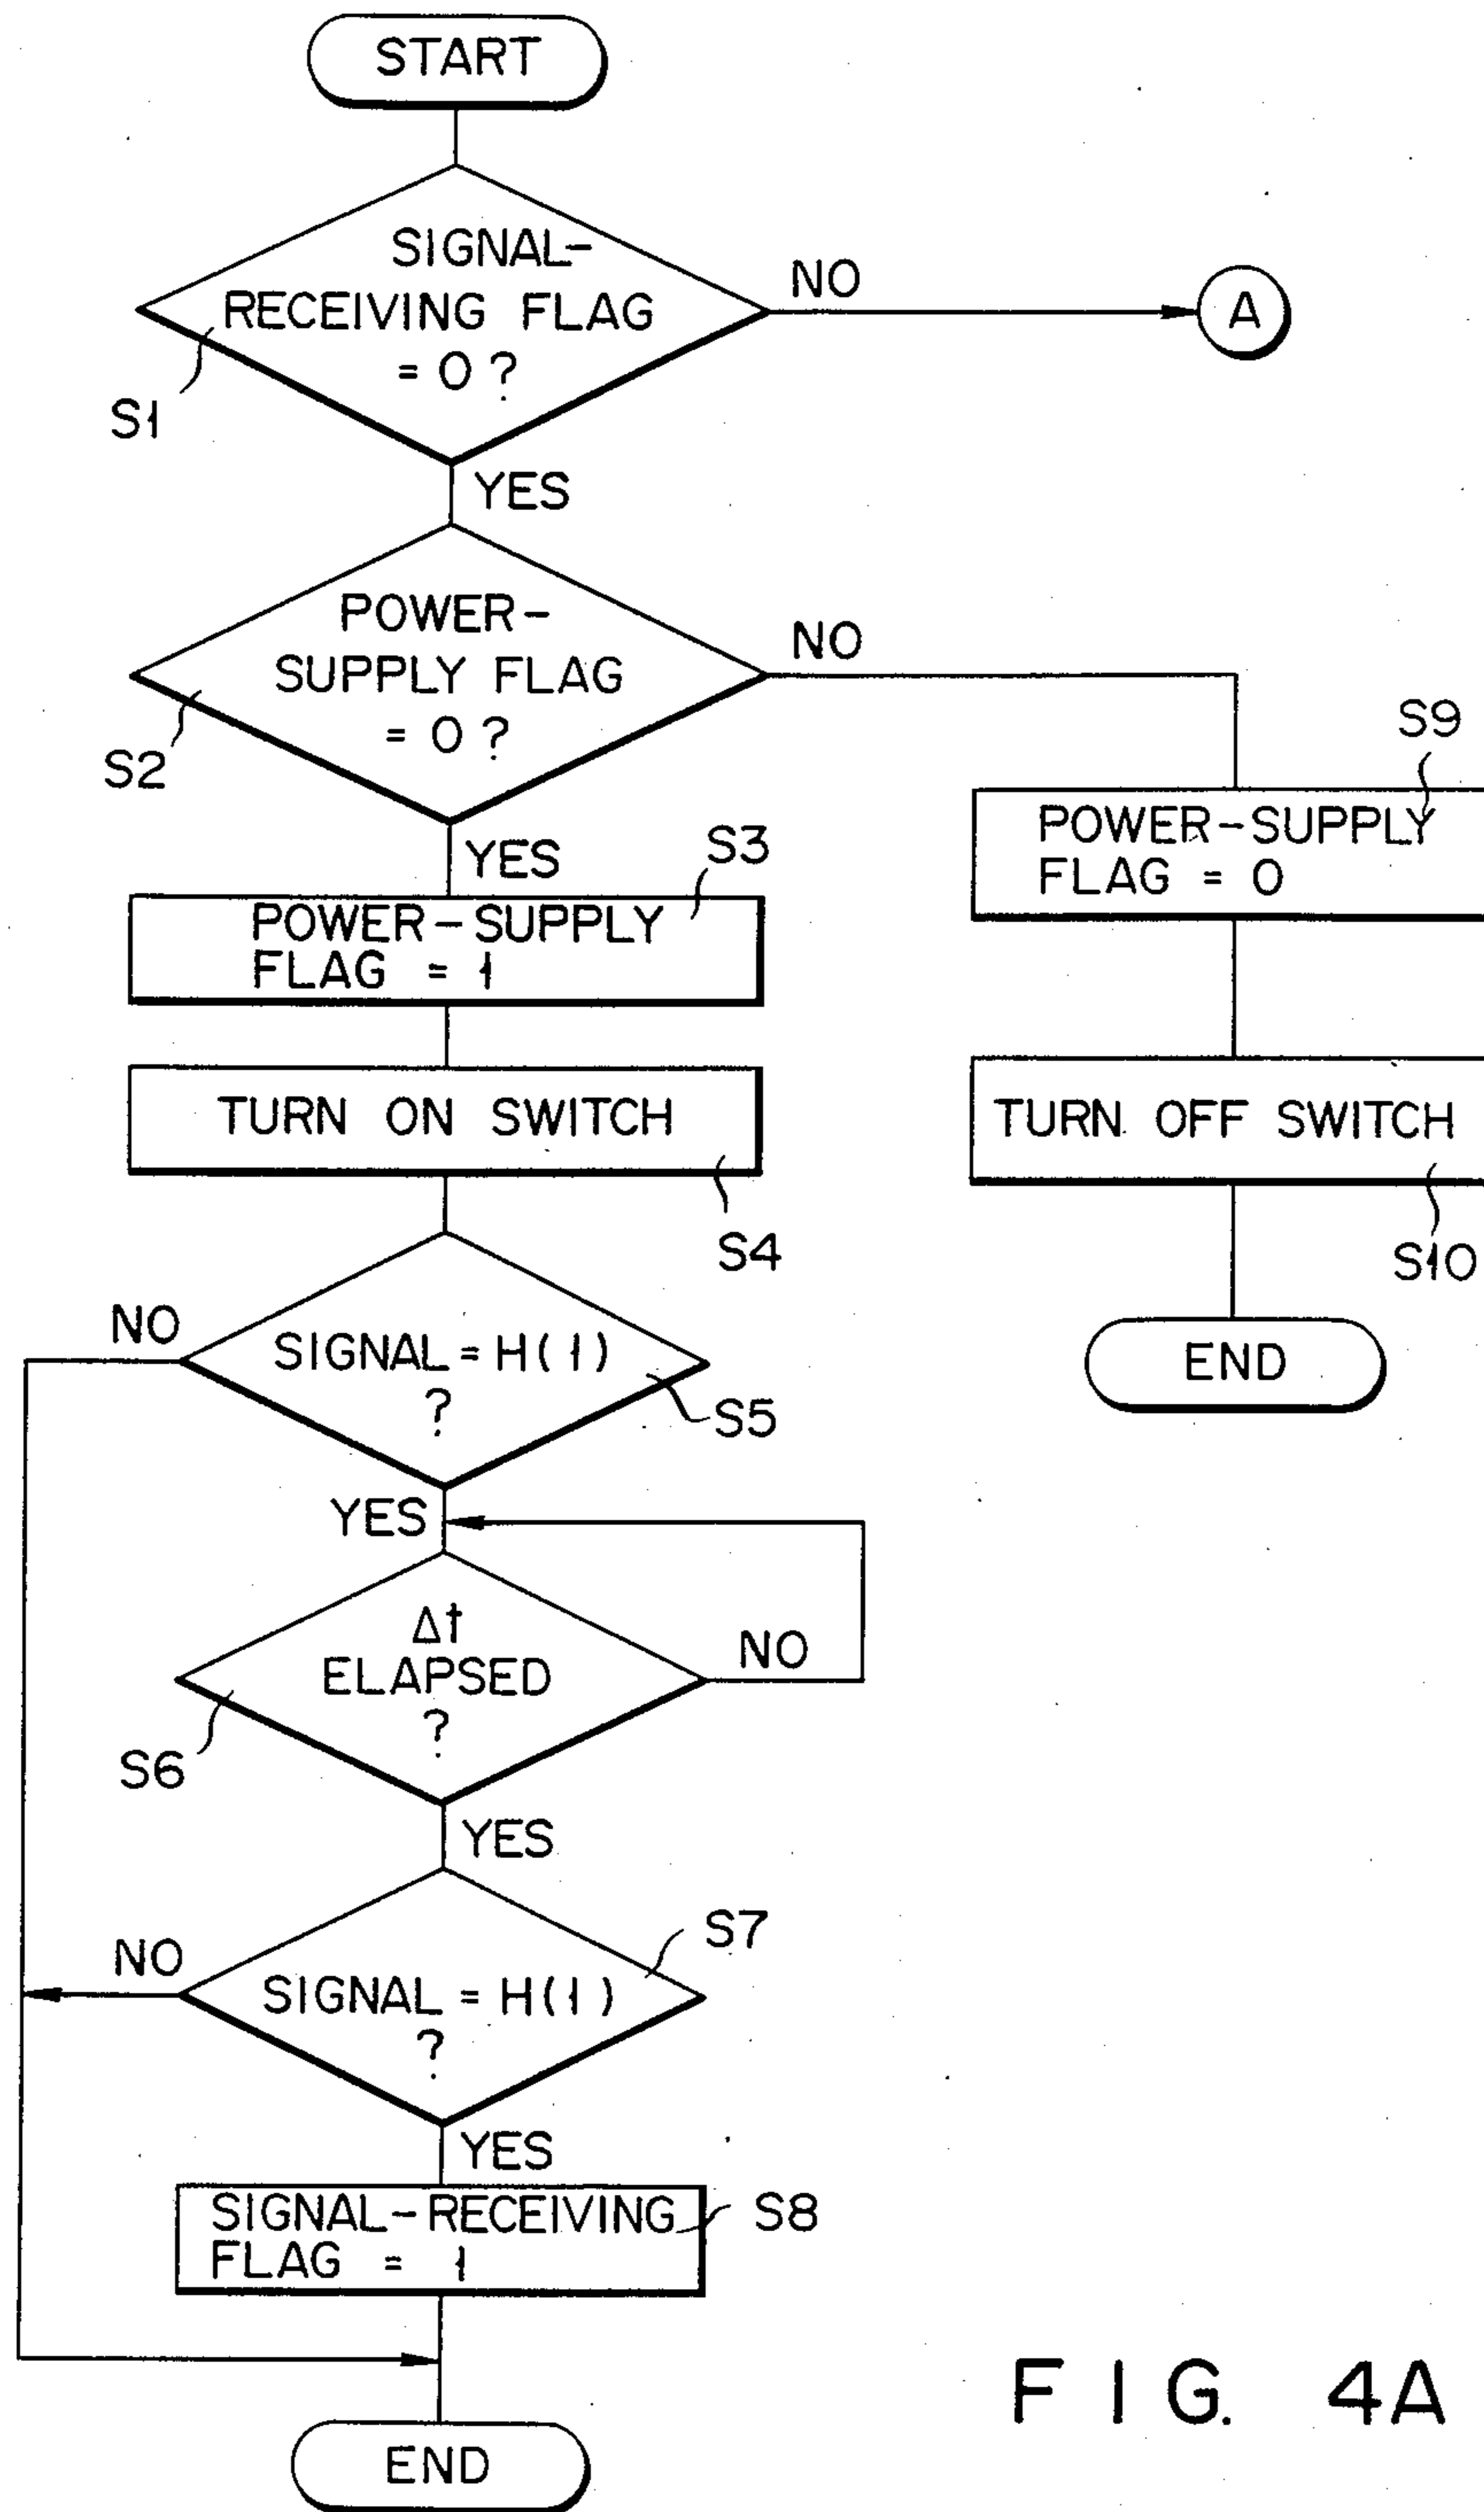 START
SIGNAL-
RECEIVING FLAG
= 0 ?
NO
A
S1
YES
POWER-
SUPPLY FLAG
= 0 ?
NO
S2
S9
POWER-SUPPLY
FLAG = 0
YES
S3
POWER-SUPPLY
FLAG = 1
TURN ON SWITCH
S4
TURN OFF SWITCH
S10
END
NO
SIGNAL = H(1)
?
S5
YES
Δt
ELAPSED
?
NO
S6
YES
S7
NO
SIGNAL = H(1)
?
YES
SIGNAL-RECEIVING
FLAG = 1
S8
END
FIG. 4A